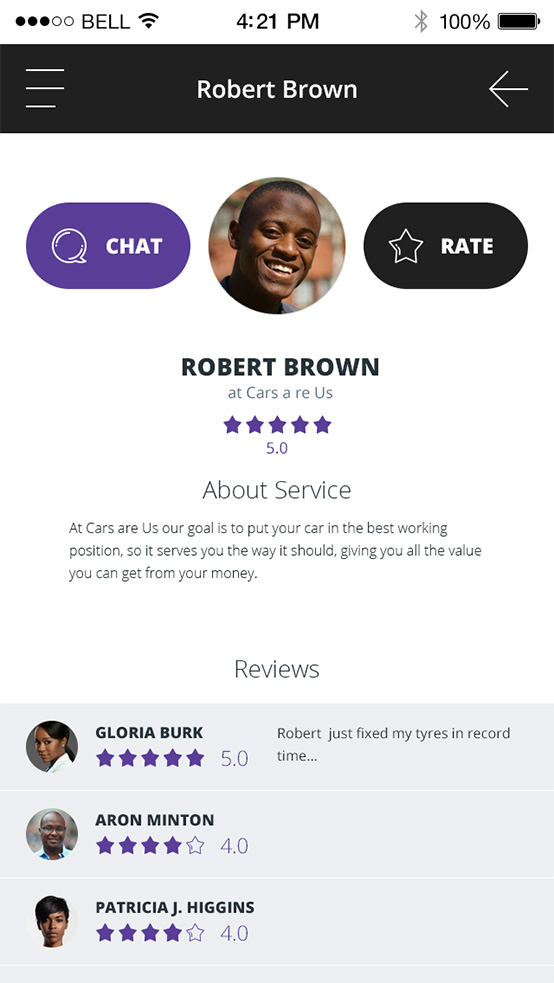 BELL 4:21 PM 100%
Robert Brown
CHAT
RATE
ROBERT BROWN
at Cars a re Us
5.0
About Service
At Cars are Us our goal is to put your car in the best working
position, so it serves you the way it should, giving you all the value
you can get from your money.
Reviews
GLORIA BURK
5.0
Robert just fixed my tyres in record
time...
ARON MINTON
4.0
PATRICIA J. HIGGINS
4.0